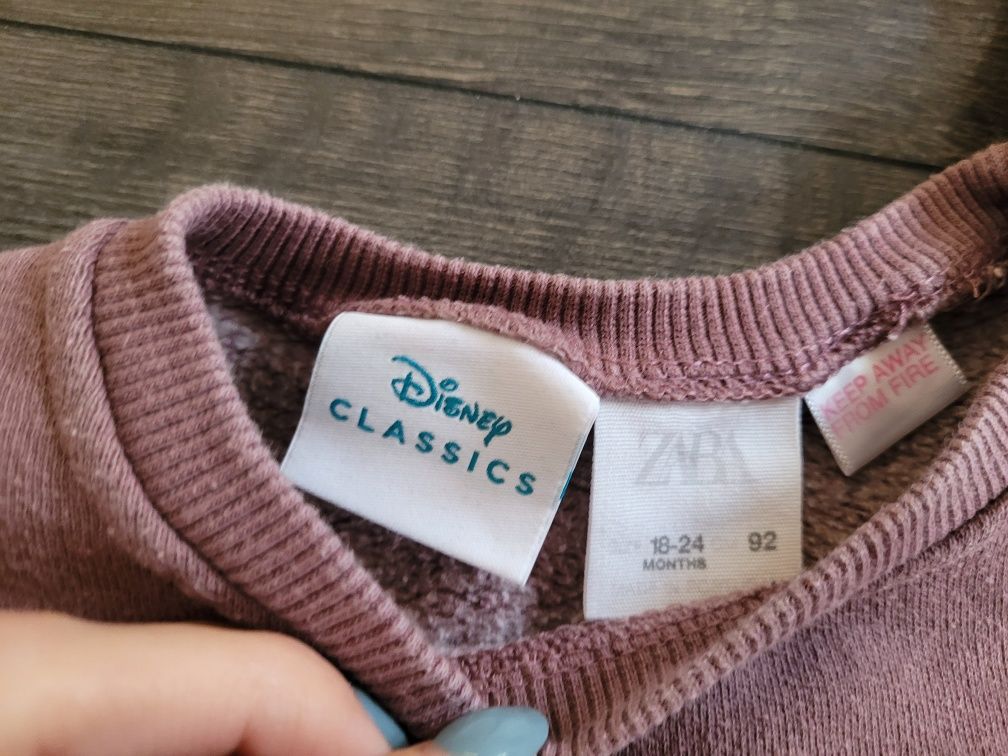 Disney
CLASSICS
ZARA
18-24 92
MONTHS
KEEP AWAY
FROM FIRE